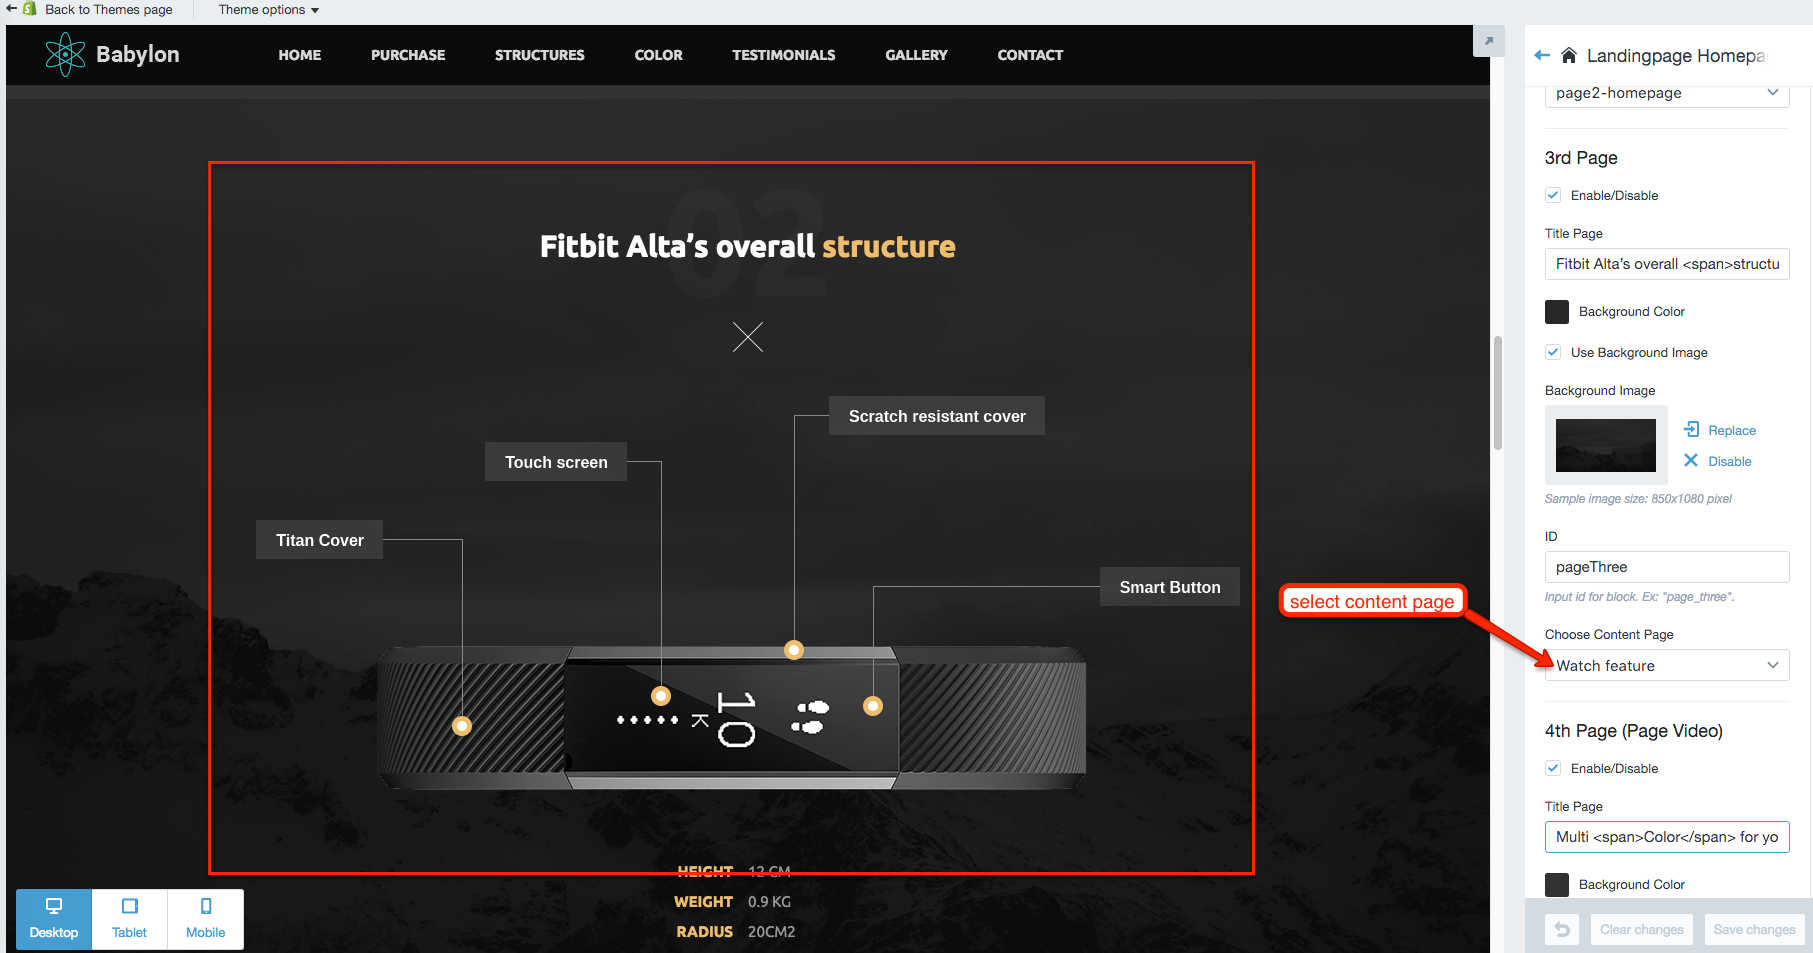 Back to Themes page
Theme options
Babylon
HOME PURCHASE STRUCTURES COLOR TESTIMONIALS GALLERY CONTACT
02
Fitbit Alta’s overall structure
Scratch resistant cover
Touch screen
Titan Cover
Smart Button
10
K
HEIGHT 12 CM
WEIGHT 0.9 KG
RADIUS 20CM2
Desktop
Tablet
Mobile
select content page
Landingpage Homepa
page2-homepage
3rd Page
Enable/Disable
Title Page
Fitbit Alta’s overall <span>structu
Background Color
Use Background Image
Background Image
Replace
Disable
Sample image size: 850x1080 pixel
ID
pageThree
Input id for block. Ex: "page_three".
Choose Content Page
Watch feature
4th Page (Page Video)
Enable/Disable
Title Page
Multi <span>Color</span> for yo
Background Color
Clear changes
Save changes